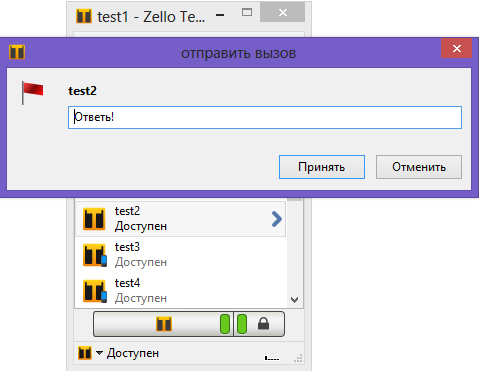 test1 - Zello Te...
отправить вызов
test2
Ответь!
Принять
Отменить
test2
Доступен
test3
Доступен
test4
Доступен
Доступен